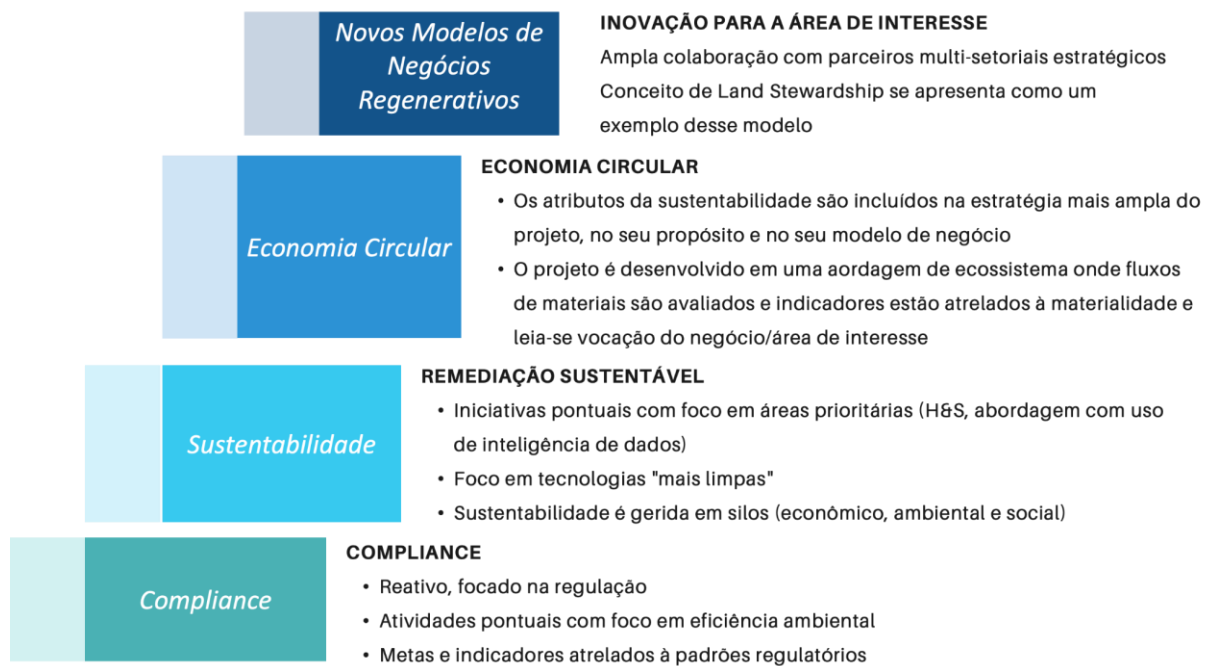 Novos Modelos de
Negócios
Regenerativos
INOVAÇÃO PARA A ÁREA DE INTERESSE
Ampla colaboração com parceiros multi-setoriais estratégicos
Conceito de Land Stewardship se apresenta como um
exemplo desse modelo
Economia Circular
ECONOMIA CIRCULAR
• Os atributos da sustentabilidade são incluídos na estratégia mais ampla do
projeto, no seu propósito e no seu modelo de negócio
• O projeto é desenvolvido em uma aordagem de ecossistema onde fluxos
de materiais são avaliados e indicadores estão atrelados à materialidade e
leia-se vocação do negócio/área de interesse
Sustentabilidade
REMEDIAÇÃO SUSTENTÁVEL
• Iniciativas pontuais com foco em áreas prioritárias (H&S, abordagem com uso
de inteligência de dados)
• Foco em tecnologias "mais limpas"
• Sustentabilidade é gerida em silos (econômico, ambiental e social)
Compliance
COMPLIANCE
• Reativo, focado na regulação
• Atividades pontuais com foco em eficiência ambiental
• Metas e indicadores atrelados à padrões regulatórios